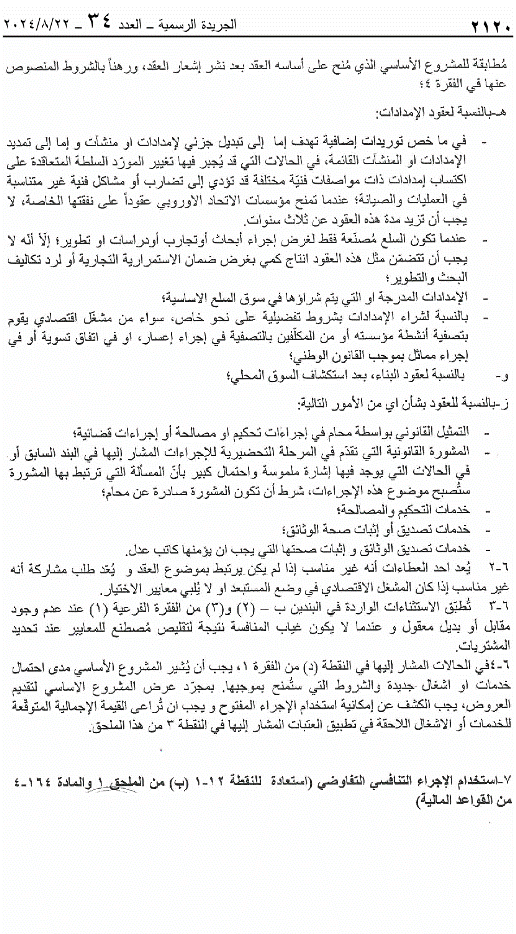 ٢١٢٠ الجريدة الرسمية ــ العدد ٣٤ ــ ٢٠٢٤/٨/٢٢
مُطابقة للمشروع الأساسي الذي مُنح على أساسه العقد بعد نشر إشعار العقد، ورهناً بالشروط المنصوص
عنها في الفقرة ٤؛
هـ-بالنسبة لعقود الإمدادات:
- في ما خص توريدات إضافية تهدف إما إلى تبديل جزئي لإمدادات او منشآت و إما إلى تمديد
الإمدادات او المنشآت القائمة، في الحالات التي قد يُجبر فيها تغيير المورّد السلطة المتعاقدة على
اكتساب إمدادات ذات مواصفات فنيّة مختلفة قد تؤدي إلى تضارب أو مشاكل فنية غير متناسبة
في العمليات والصيانة؛ عندما تمنح مؤسسات الاتحاد الأوروبي عقوداً على نفقتها الخاصة، لا
يجب أن تزيد مدة هذه العقود عن ثلاث سنوات.
- عندما تكون السلع مُصنّعة فقط لغرض إجراء أبحاث أوتجارب أودراسات او تطوير؛ إلاّ أنّه لا
يجب أن تتضمّن مثل هذه العقود انتاج كمي بغرض ضمان الاستمرارية التجارية أو لرد تكاليف
البحث والتطوير؛
- الإمدادات المدرجة او التي يتم شراؤها في سوق السلع الاساسية؛
- بالنسبة لشراء الإمدادات بشروط تفضيلية على نحو خاص، سواء من مشغّل اقتصادي يقوم
بتصفية أنشطة مؤسسته أو من المكلّفين بالتصفية في إجراء إعسار، او في اتفاق تسوية أو في
إجراء مماثل بموجب القانون الوطني؛
و- بالنسبة لعقود البناء، بعد استكشاف السوق المحلي؛
ز-بالنسبة للعقود بشأن اي من الأمور التالية:
- التمثيل القانوني بواسطة محام في إجراءات تحكيم او مصالحة أو إجراءات قضائية؛
- المشورة القانونية التي تقدّم في المرحلة التحضيرية للإجراءات المشار إليها في البند السابق أو
في الحالات التي يوجد فيها إشارة ملموسة واحتمال كبير بأنّ المسألة التي ترتبط بها المشورة
ستُصبح موضوع هذه الإجراءات، شرط أن تكون المشورة صادرة عن محام؛
- خدمات التحكيم والمصالحة؛
- خدمات تصديق أو إثبات صحة الوثائق؛
- خدمات تصديق الوثائق و إثبات صحتها التي يجب ان يؤمنها كاتب عدل.
٦-٢ يُعد احد العطاءات أنه غير مناسب إذا لم يكن يرتبط بموضوع العقد و يُعّد طلب مشاركة أنه
غير مناسب إذا كان المشغل الاقتصادي في وضع المستبعد او لا يُلبي معايير الاختيار.
٦-٣ تُطبّق الاستثناءات الواردة في البندين ب – (٢) و(٣) من الفقرة الفرعية (١) عند عدم وجود
مقابل أو بديل معقول و عندما لا يكون غياب المنافسة نتيجة لتقليص مُصطنع للمعايير عند تحديد
المشتريات.
٦-٤في الحالات المشار إليها في النقطة (د) من الفقرة ١، يجب أن يُشير المشروع الأساسي مدى احتمال
خدمات او اشغال جديدة والشروط التي ستُمنح بموجبها. بمجرّد عرض المشروع الاساسي لتقديم
العروض، يجب الكشف عن إمكانية استخدام الإجراء المفتوح و يجب ان تُراعى القيمة الإجمالية المتوقّعة
للخدمات أو الاشغال اللاحقة في تطبيق العتبات المشار إليها في النقطة ٣ من هذا الملحق.
٧-استخدام الإجراء التنافسي التفاوضي (استعادة للنقطة ١٢-١ (ب) من الملحق ١ والمادة ١٦٤-٤
من القواعد المالية)